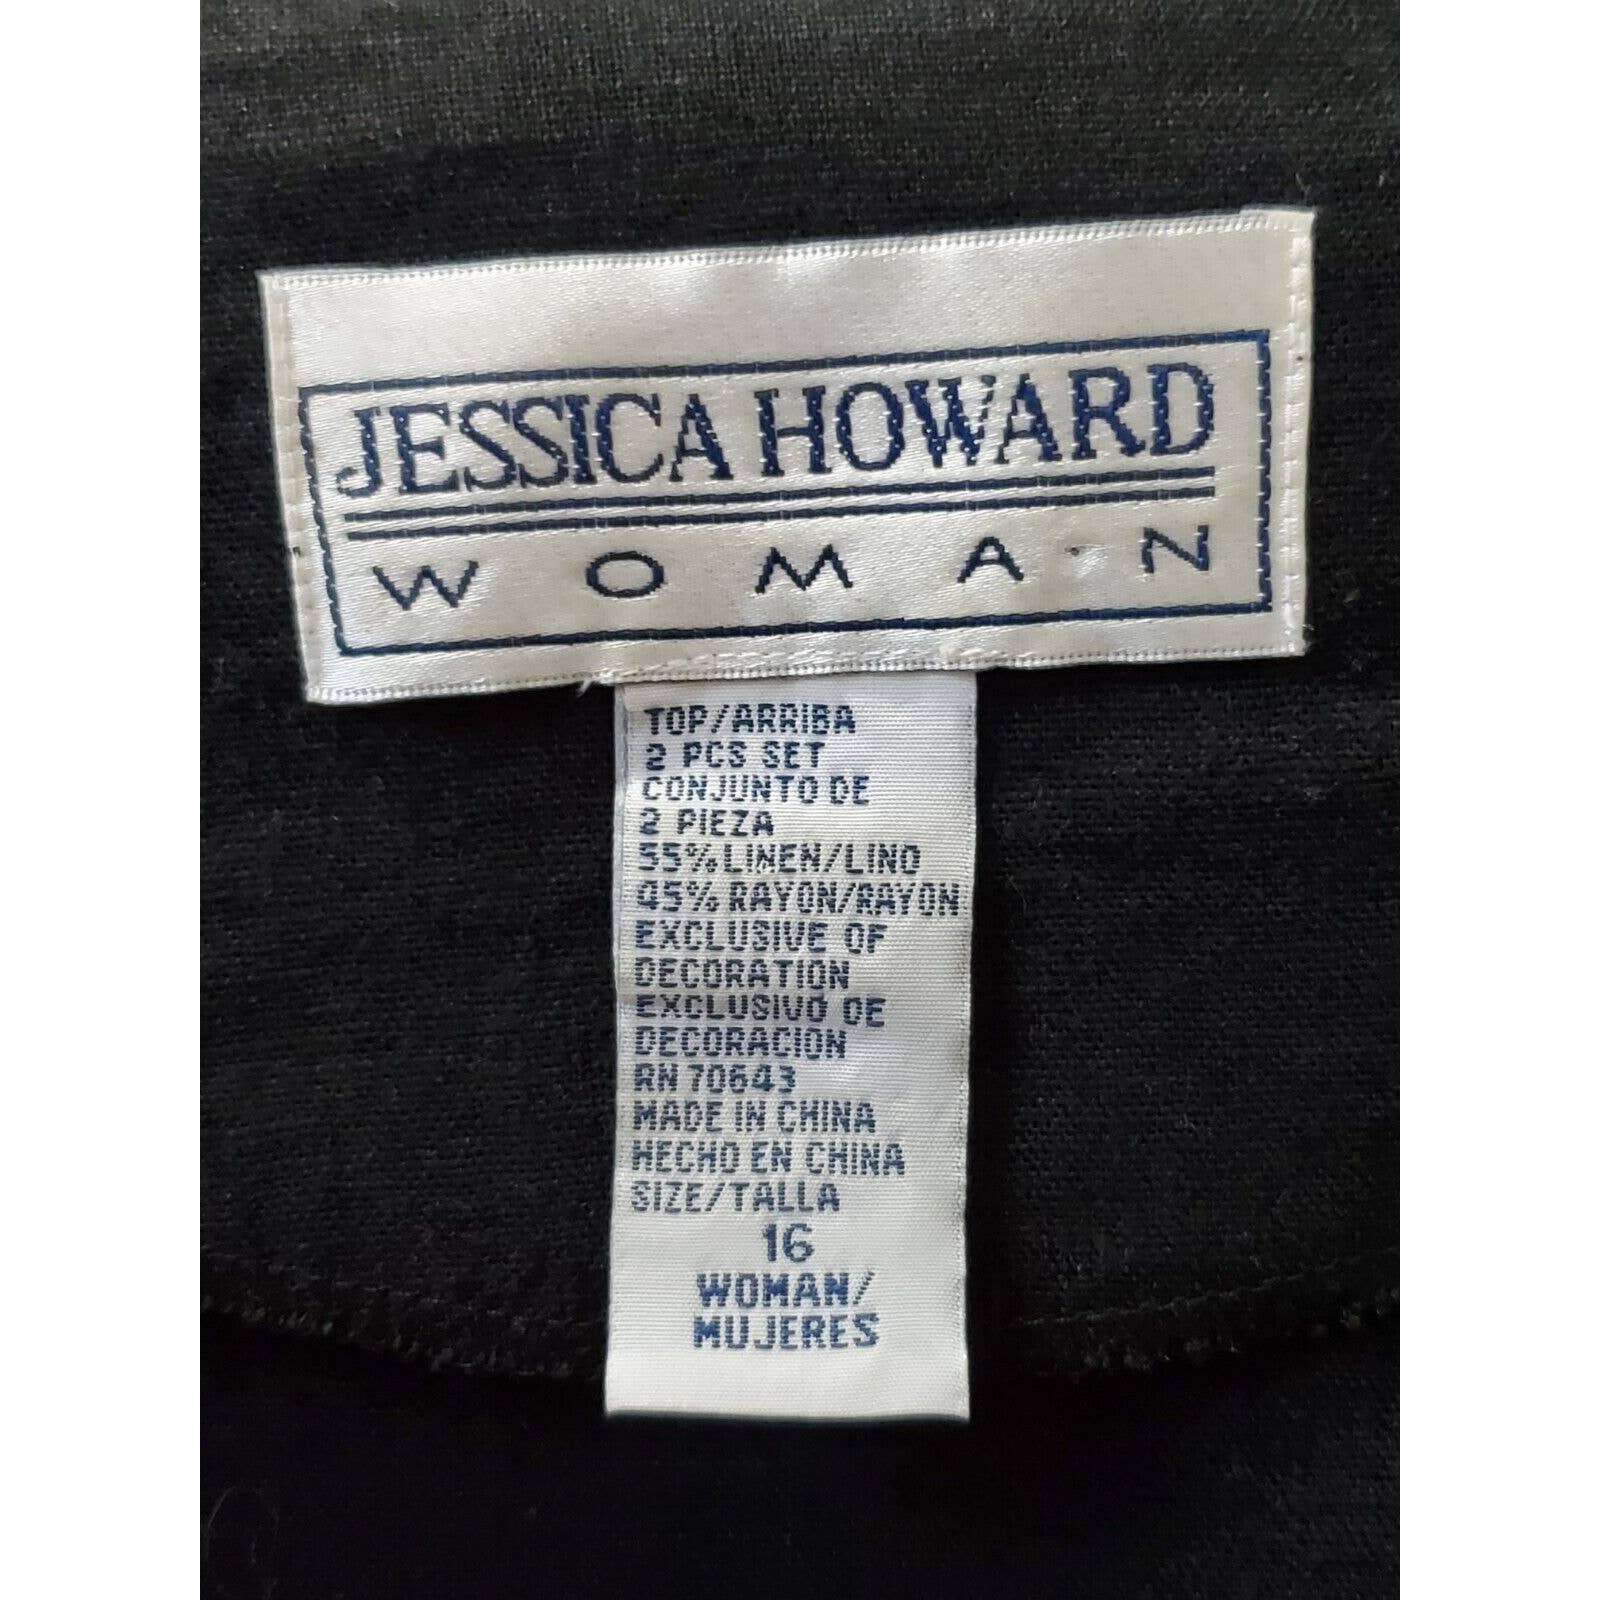 JESSICA HOWARD
WOMAN
TOP/ARRIBA
2 PCS SET
CONJUNTO DE
2 PIEZA
55% LINEN/LINO
45% RAYON/RAYON
EXCLUSIVE OF
DECORATION
EXCLUSIVO DE
DECORACION
RN 70643
MADE IN CHINA
HECHO EN CHINA
SIZE/TALLA
16
WOMAN/
MUJERES